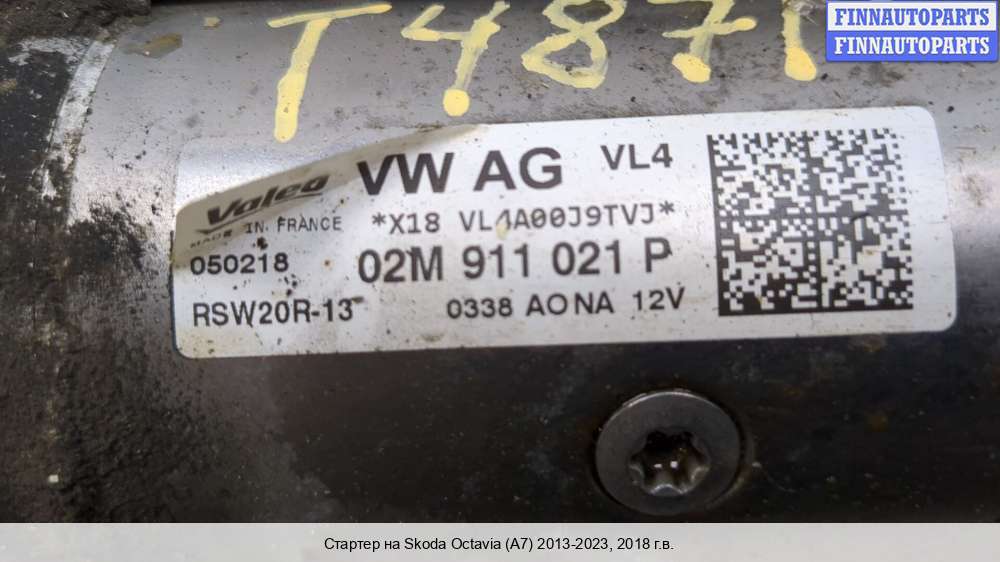 FINNAUTOPARTS
FINNAUTOPARTS
T4871
Valeo
VW AG VL4
MADE IN FRANCE
*X18 VL4A00J9TVJ*
050218
02M 911 021 P
RSW20R-13
0338 AONA 12V
Стартер на Skoda Octavia (A7) 2013-2023, 2018 г.в.